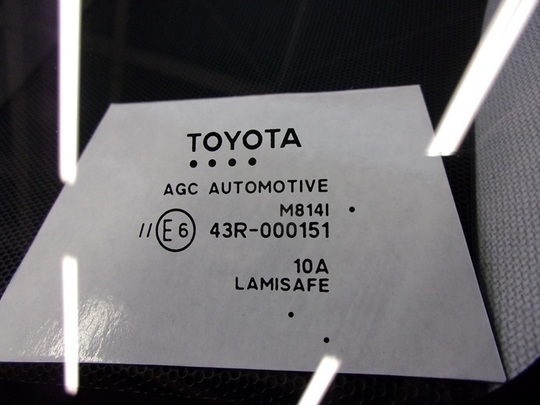 TOYOTA
AGC AUTOMOTIVE
M814I
//E6 43R-000151
10A
LAMISAFE